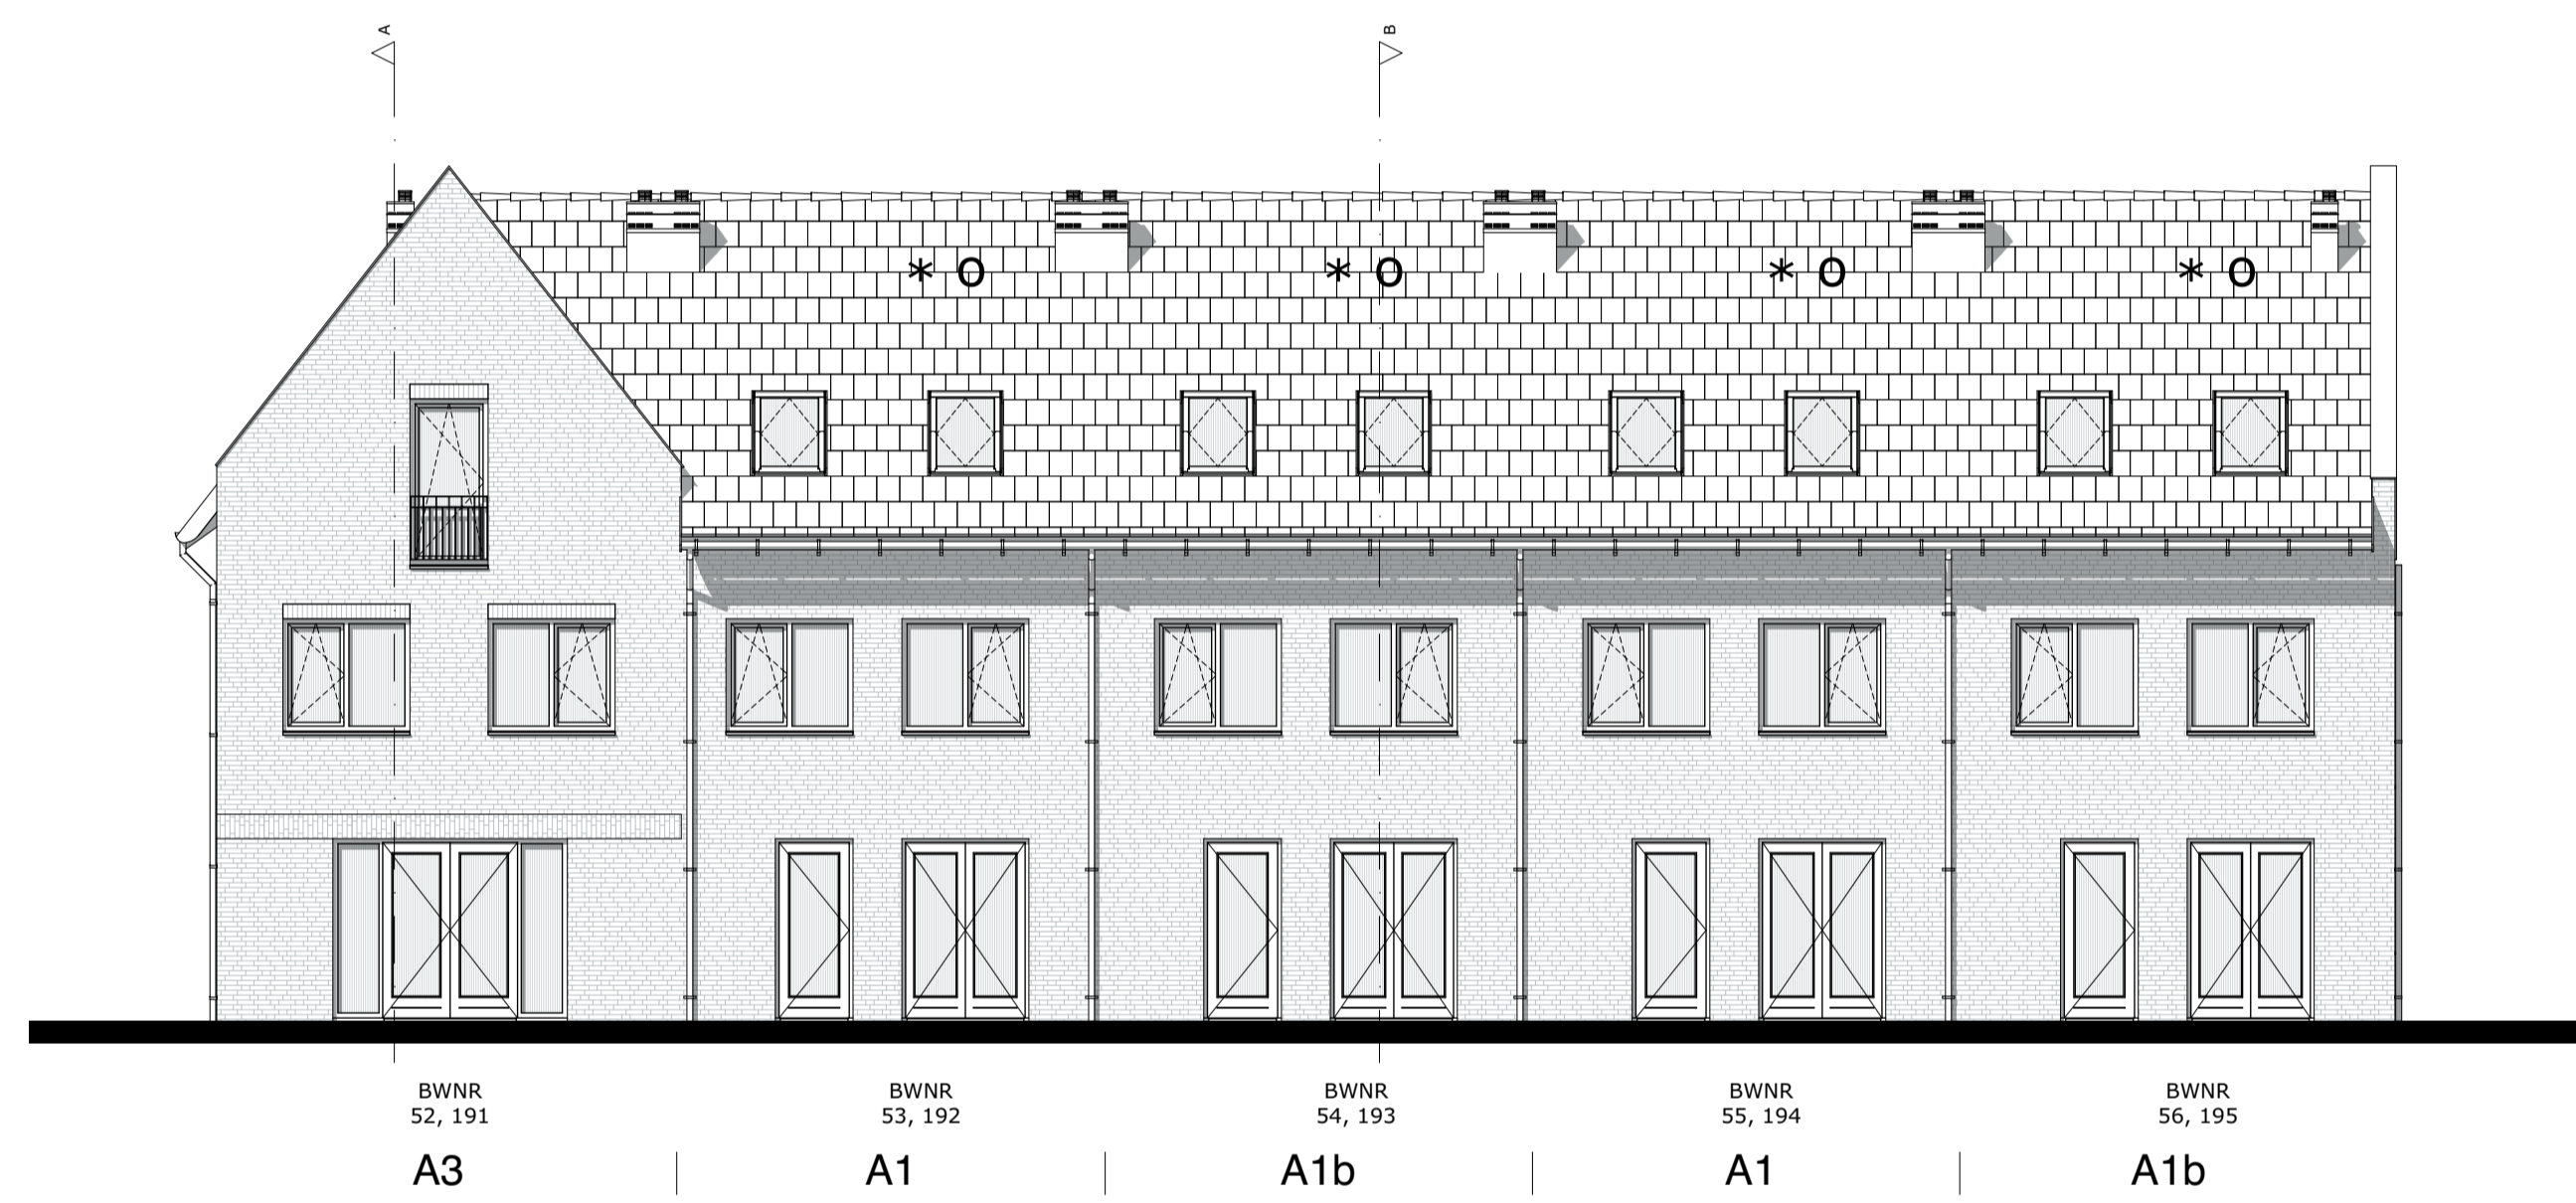 A
B
* o
* o
* o
* o
BWNR
52, 191
BWNR
53, 192
BWNR
54, 193
BWNR
55, 194
BWNR
56, 195
A3
A1
A1b
A1
A1b